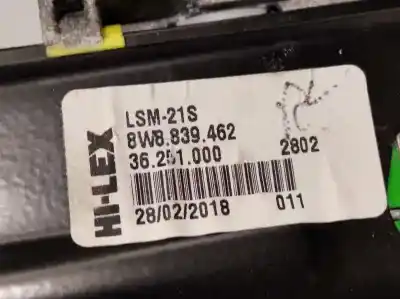 HI-LEX
LSM-21S
8W8.839.462
36.251.000 2802
28/02/2018 011